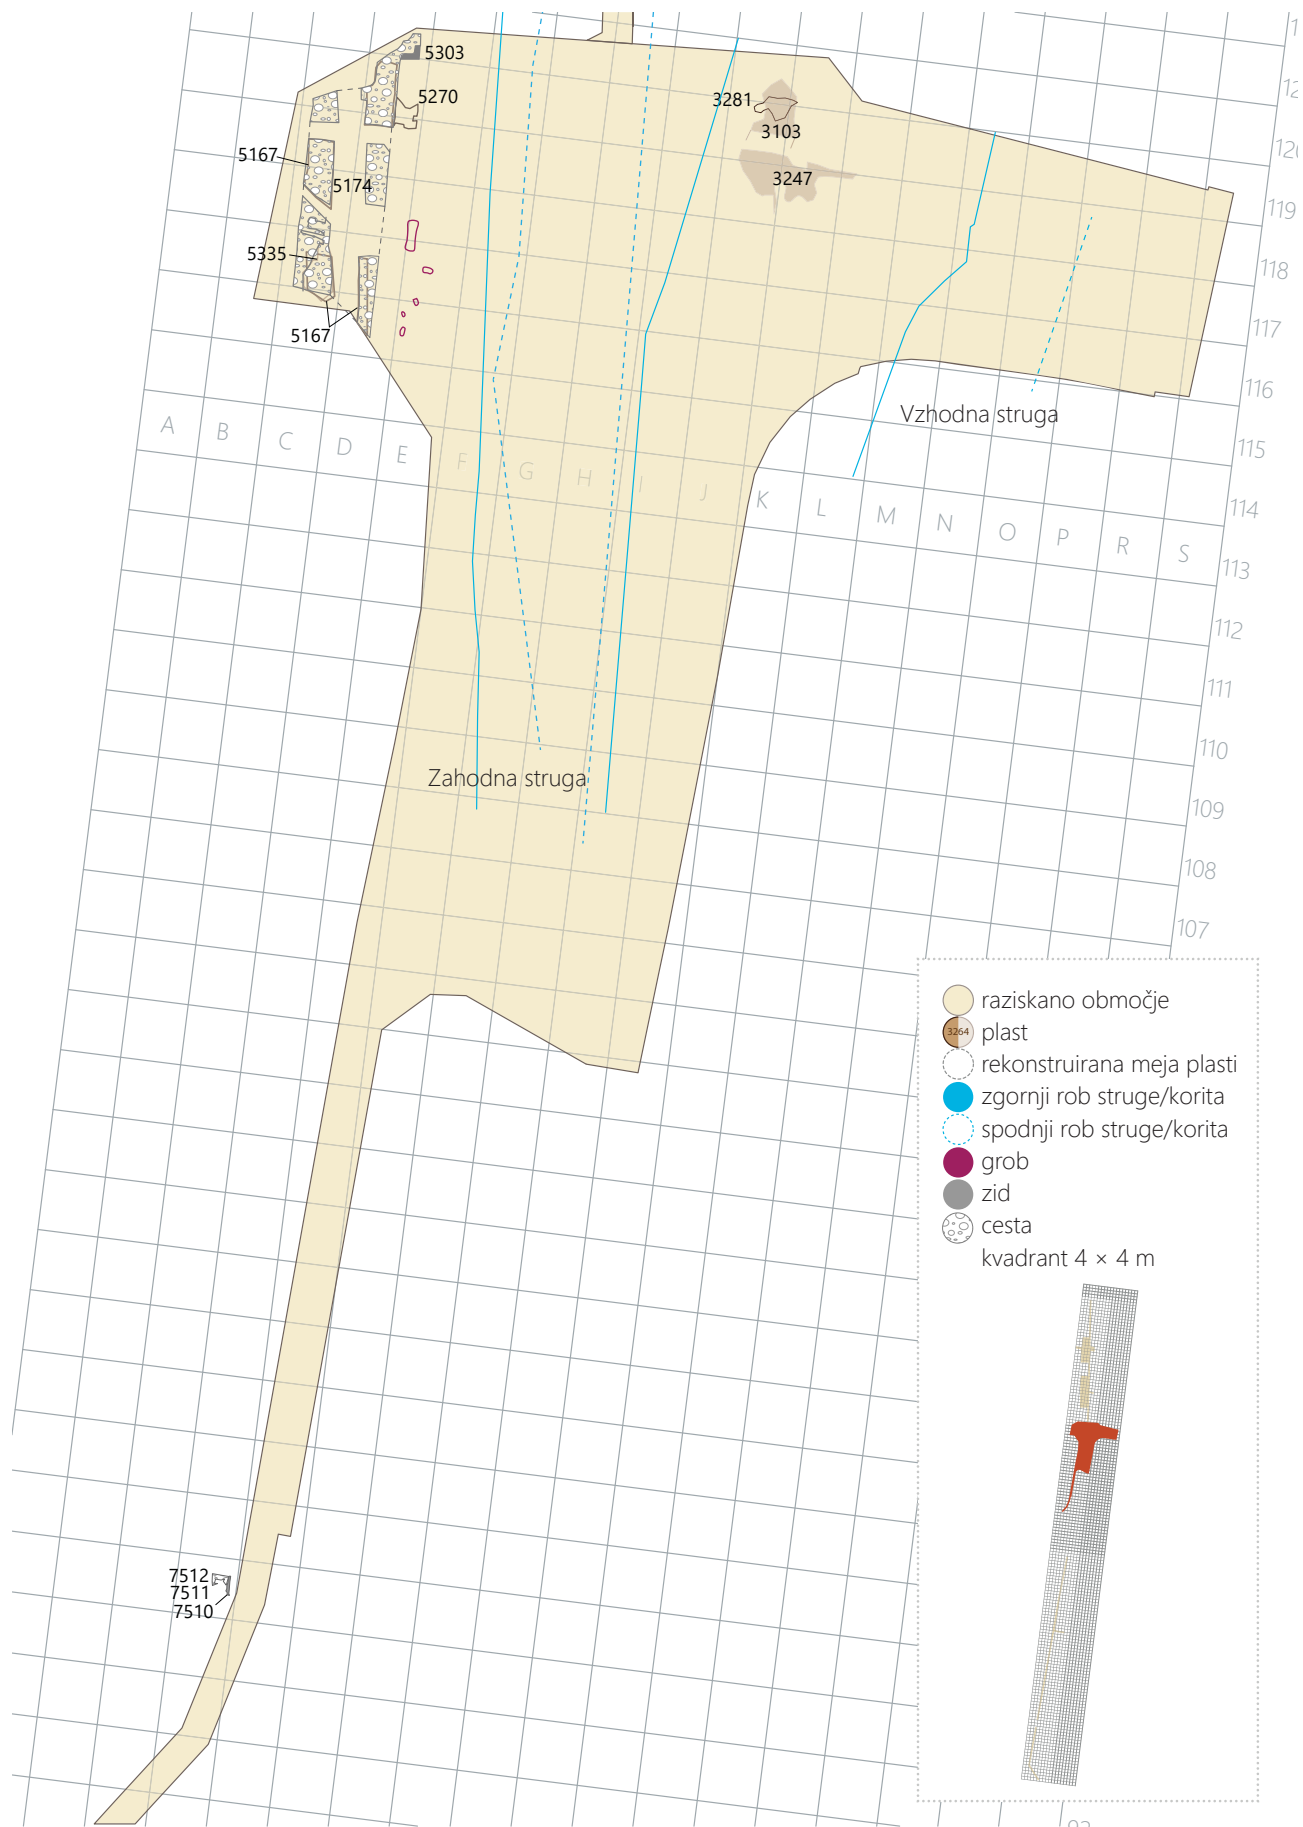 5303
5270
3281
3103
5167
5174
3247
5335
5167
120
119
118
117
116
115
114
113
112
111
110
109
108
107
Vzhodna struga
A B C D E F G H I J K L M N O P R S
Zahodna struga
raziskano območje
3264
plast
rekonstruirana meja plasti
zgornji rob struge/korita
spodnji rob struge/korita
grob
zid
cesta
kvadrant 4 × 4 m
7512
7511
7510